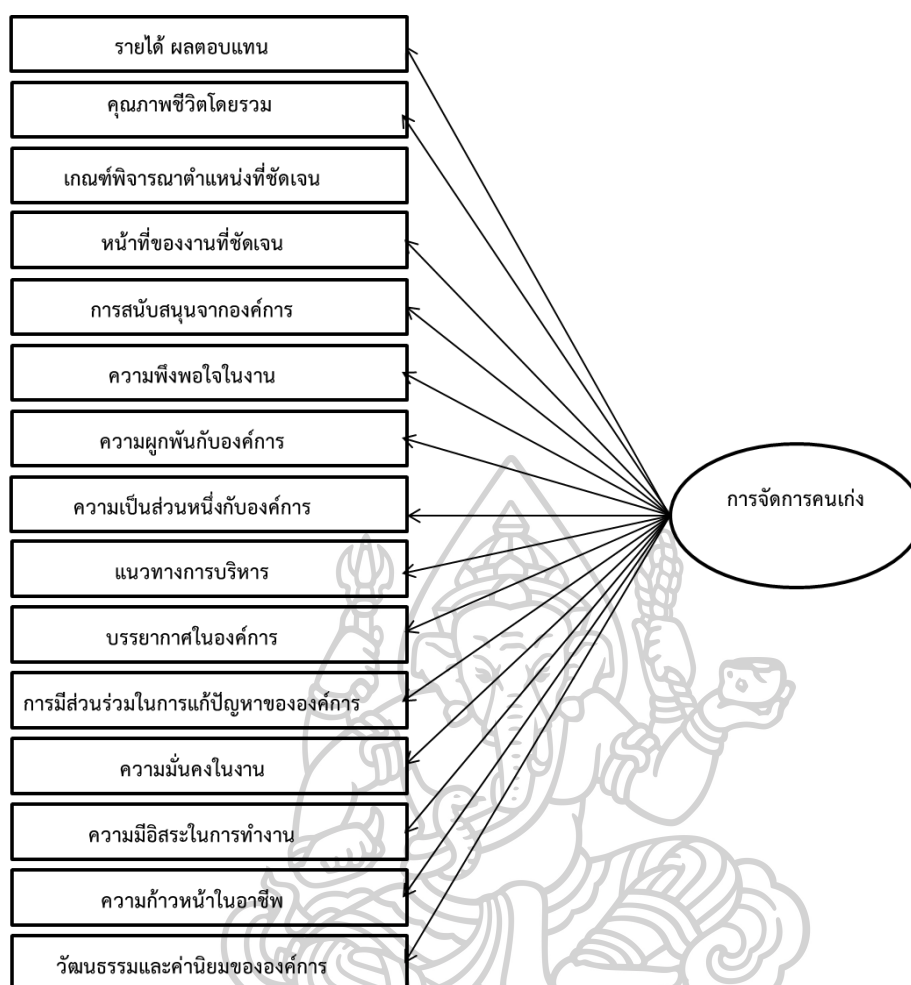 รายได้ ผลตอบแทน
คุณภาพชีวิตโดยรวม
เกณฑ์พิจารณาตำแหน่งที่ชัดเจน
หน้าที่ของงานที่ชัดเจน
การสนับสนุนจากองค์การ
ความพึงพอใจในงาน
ความผูกพันกับองค์การ
ความเป็นส่วนหนึ่งกับองค์การ
แนวทางการบริหาร
บรรยากาศในองค์การ
การมีส่วนร่วมในการแก้ปัญหาขององค์การ
ความมั่นคงในงาน
ความมีอิสระในการทำงาน
ความก้าวหน้าในอาชีพ
วัฒนธรรมและค่านิยมขององค์การ
การจัดการคนเก่ง